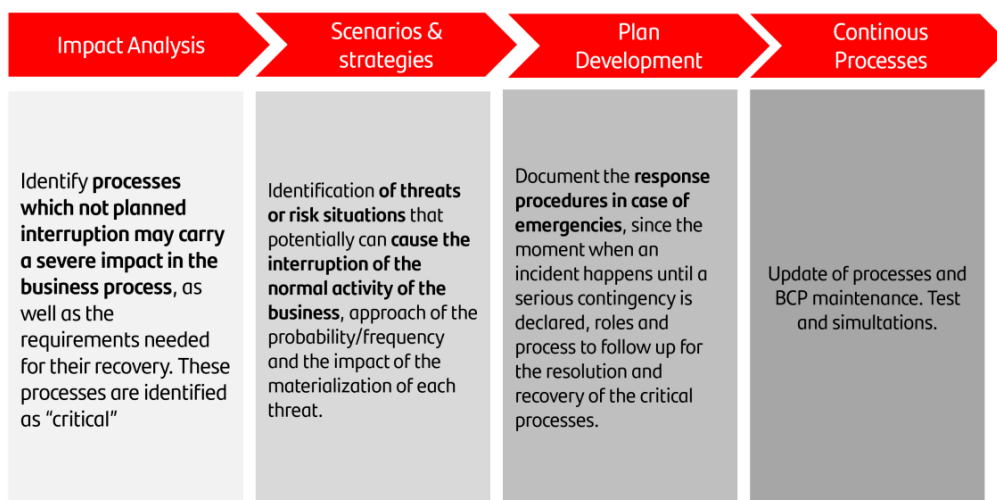 Impact Analysis
Scenarios &
strategies
Plan
Development
Continous
Processes
Identify processes
which not planned
interruption may carry
a severe impact in the
business process, as
well as the
requirements needed
for their recovery. These
processes are identified
as “critical”
Identification of threats
or risk situations that
potentially can cause the
interruption of the
normal activity of the
business, approach of the
probability/frequency
and the impact of the
materialization of each
threat.
Document the response
procedures in case of
emergencies, since the
moment when an
incident happens until a
serious contingency is
declared, roles and
process to follow up for
the resolution and
recovery of the critical
processes.
Update of processes and
BCP maintenance. Test
and simultations.